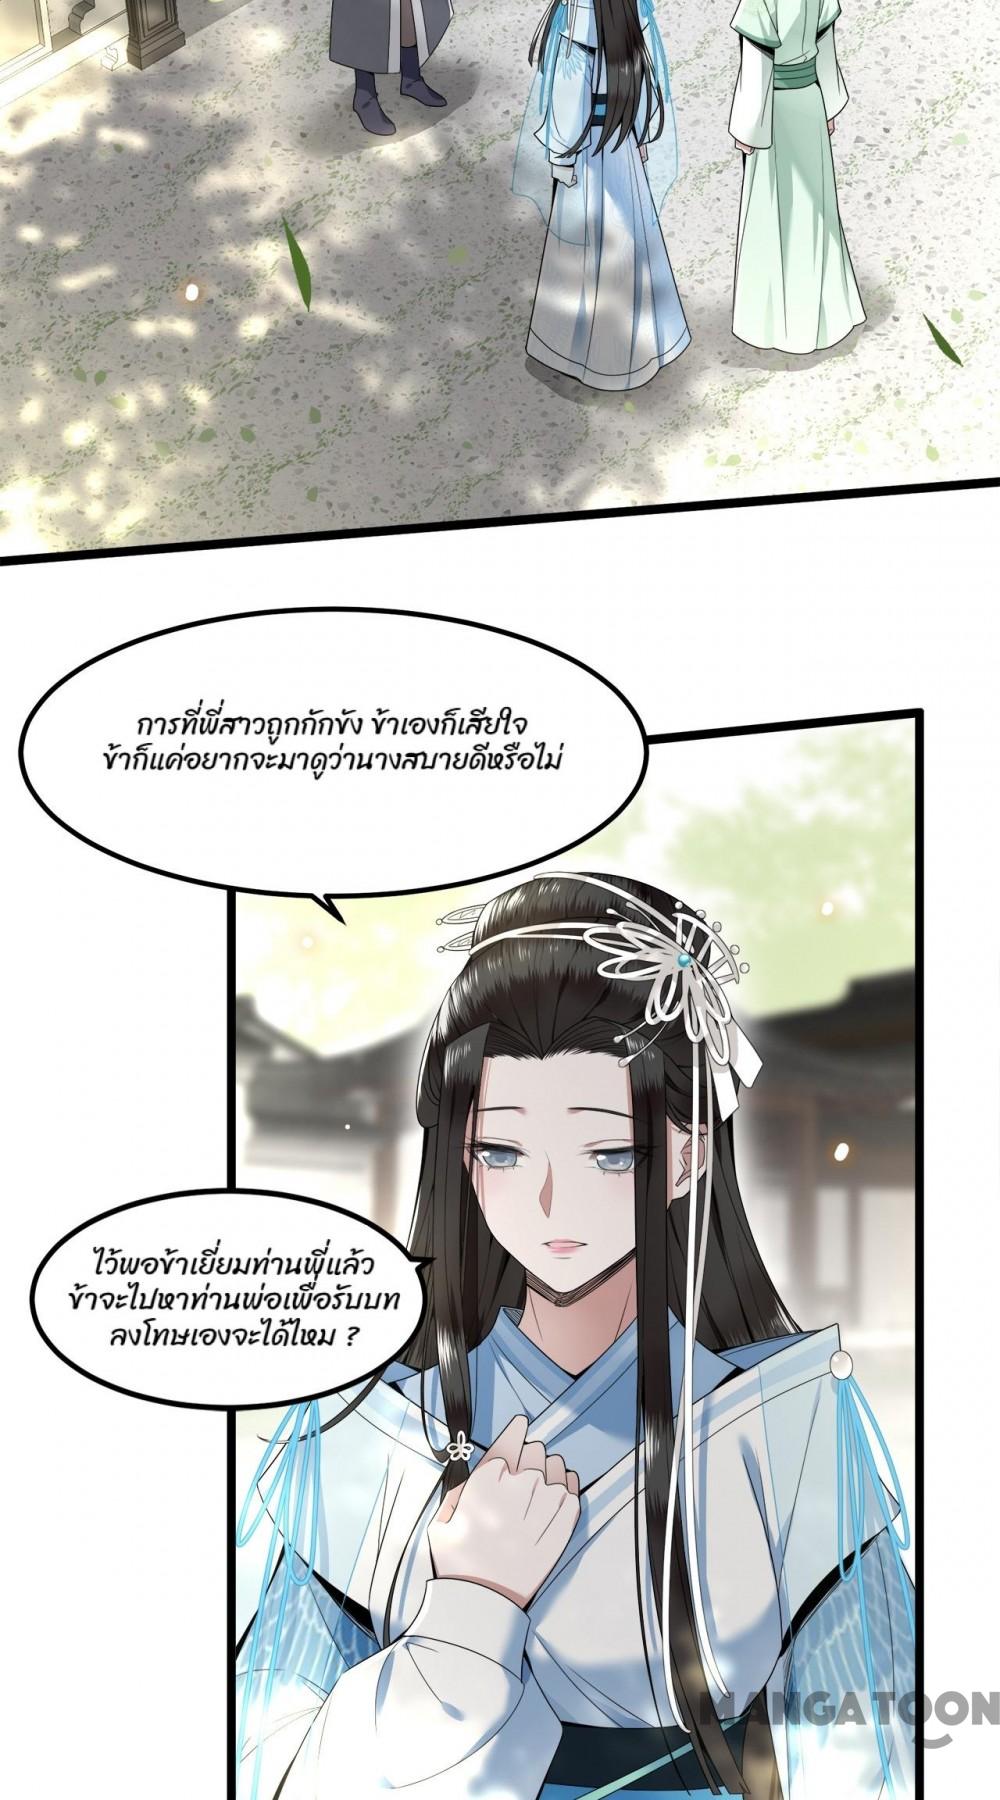 การที่พี่สาวถูกกักขัง ข้าเองก็เสียใจ
ข้าก็แค่อยากจะมาดูว่านางสบายดีหรือไม่
ไว้พอข้าเยี่ยมท่านพี่แล้ว
ข้าจะไปหาท่านพ่อเพื่อรับบท
ลงโทษเองจะได้ไหม ?
MANGATOON